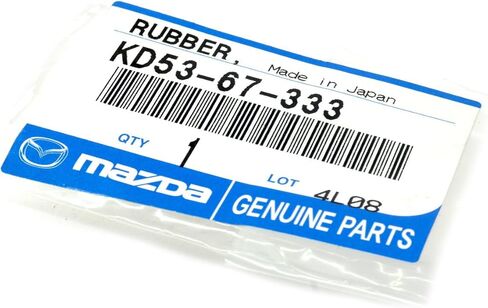 RUBBER,
Made in Japan
KD53-67-333
QTY 1
LOT 4L08
mazda GENUINE PARTS